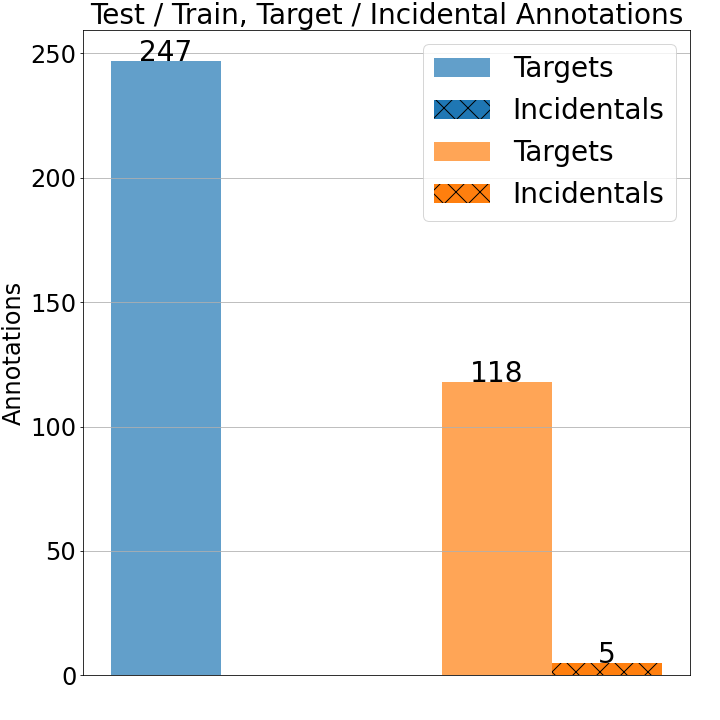 Test / Train, Target / Incidental Annotations
Annotations
250
200
150
100
50
0
247
118
5
Targets
Incidentals
Targets
Incidentals